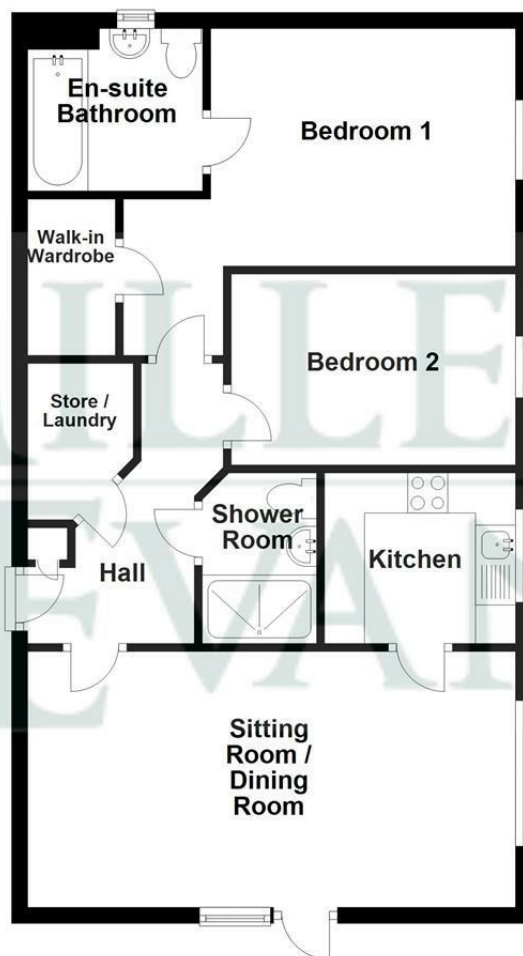 En-suite
Bathroom
Bedroom 1
Walk-in
Wardrobe
Bedroom 2
Store /
Laundry
Shower
Room
Kitchen
Hall
Sitting
Room /
Dining
Room